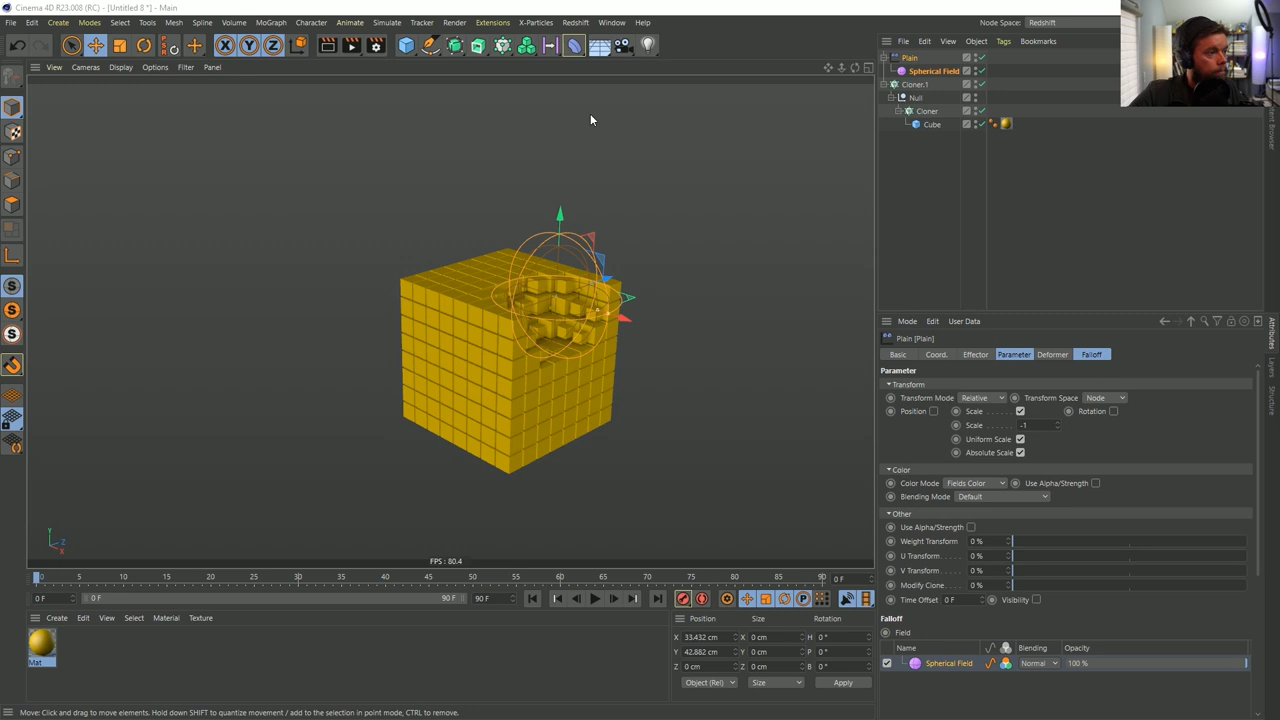 Cinema 4D R23.008 (RC) - [Untitled 8 *] - Main
File Edit Create Modes Select Tools Mesh Spline Volume MoGraph Character Animate Simulate Tracker Render Extensions X-Particles Redshift Window Help Node Space: Redshift
X Y Z
File Edit View Object Tags Bookmarks
View Cameras Display Options Filter Panel
Plain
Spherical Field
Cloner.1
Null
Cloner
Cube
Content Browser
Mode Edit User Data
Plain [Plain]
Attributes
Layers
Structure
Basic Coord. Effector Parameter Deformer Falloff
Parameter
Transform
Transform Mode Relative Transform Space Node
Position Scale Rotation
Scale -1
Uniform Scale
Absolute Scale
Color
Color Mode Fields Color Use Alpha/Strength
Blending Mode Default
Other
Use Alpha/Strength
Weight Transform 0 %
U Transform 0 %
V Transform 0 %
Modify Clone 0 %
Time Offset 0 F Visibility
Falloff
Field
Name Blending Opacity
Spherical Field Normal 100 %
Y
Z
X
FPS : 80.4
0 5 10 15 20 25 30 35 40 45 50 55 60 65 70 75 80 85 90 0 F
0 F 0 F 90 F 90 F
P
Create Edit View Select Material Texture
Mat
Position Size Rotation
X 33.432 cm X 0 cm H 0 °
Y 42.882 cm Y 0 cm P 0 °
Z 0 cm Z 0 cm B 0 °
Object (Rel) Size Apply
Move: Click and drag to move elements. Hold down SHIFT to quantize movement / add to the selection in point mode, CTRL to remove.